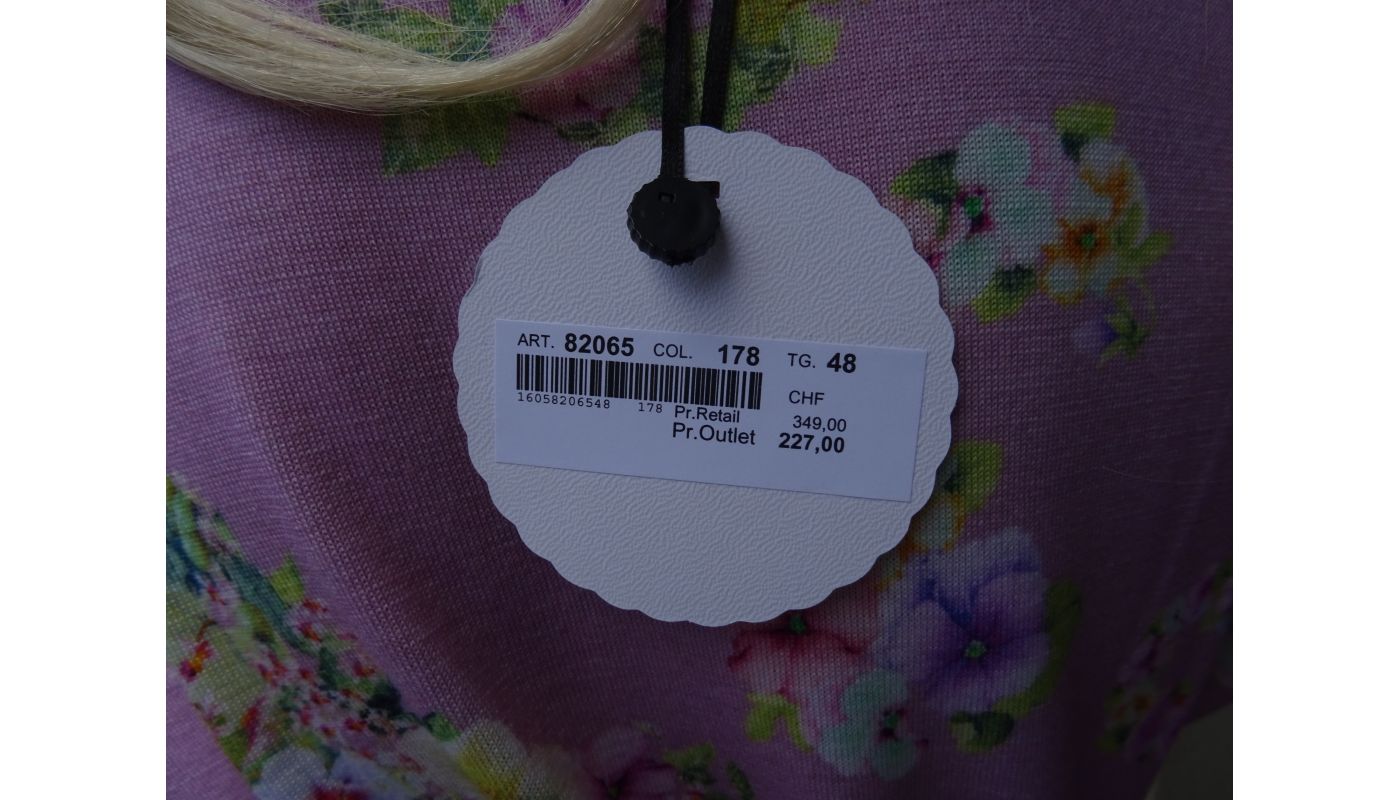 ART. 82065 COL. 178 TG. 48
CHF
16058206548 178 Pr.Retail 349,00
Pr.Outlet 227,00